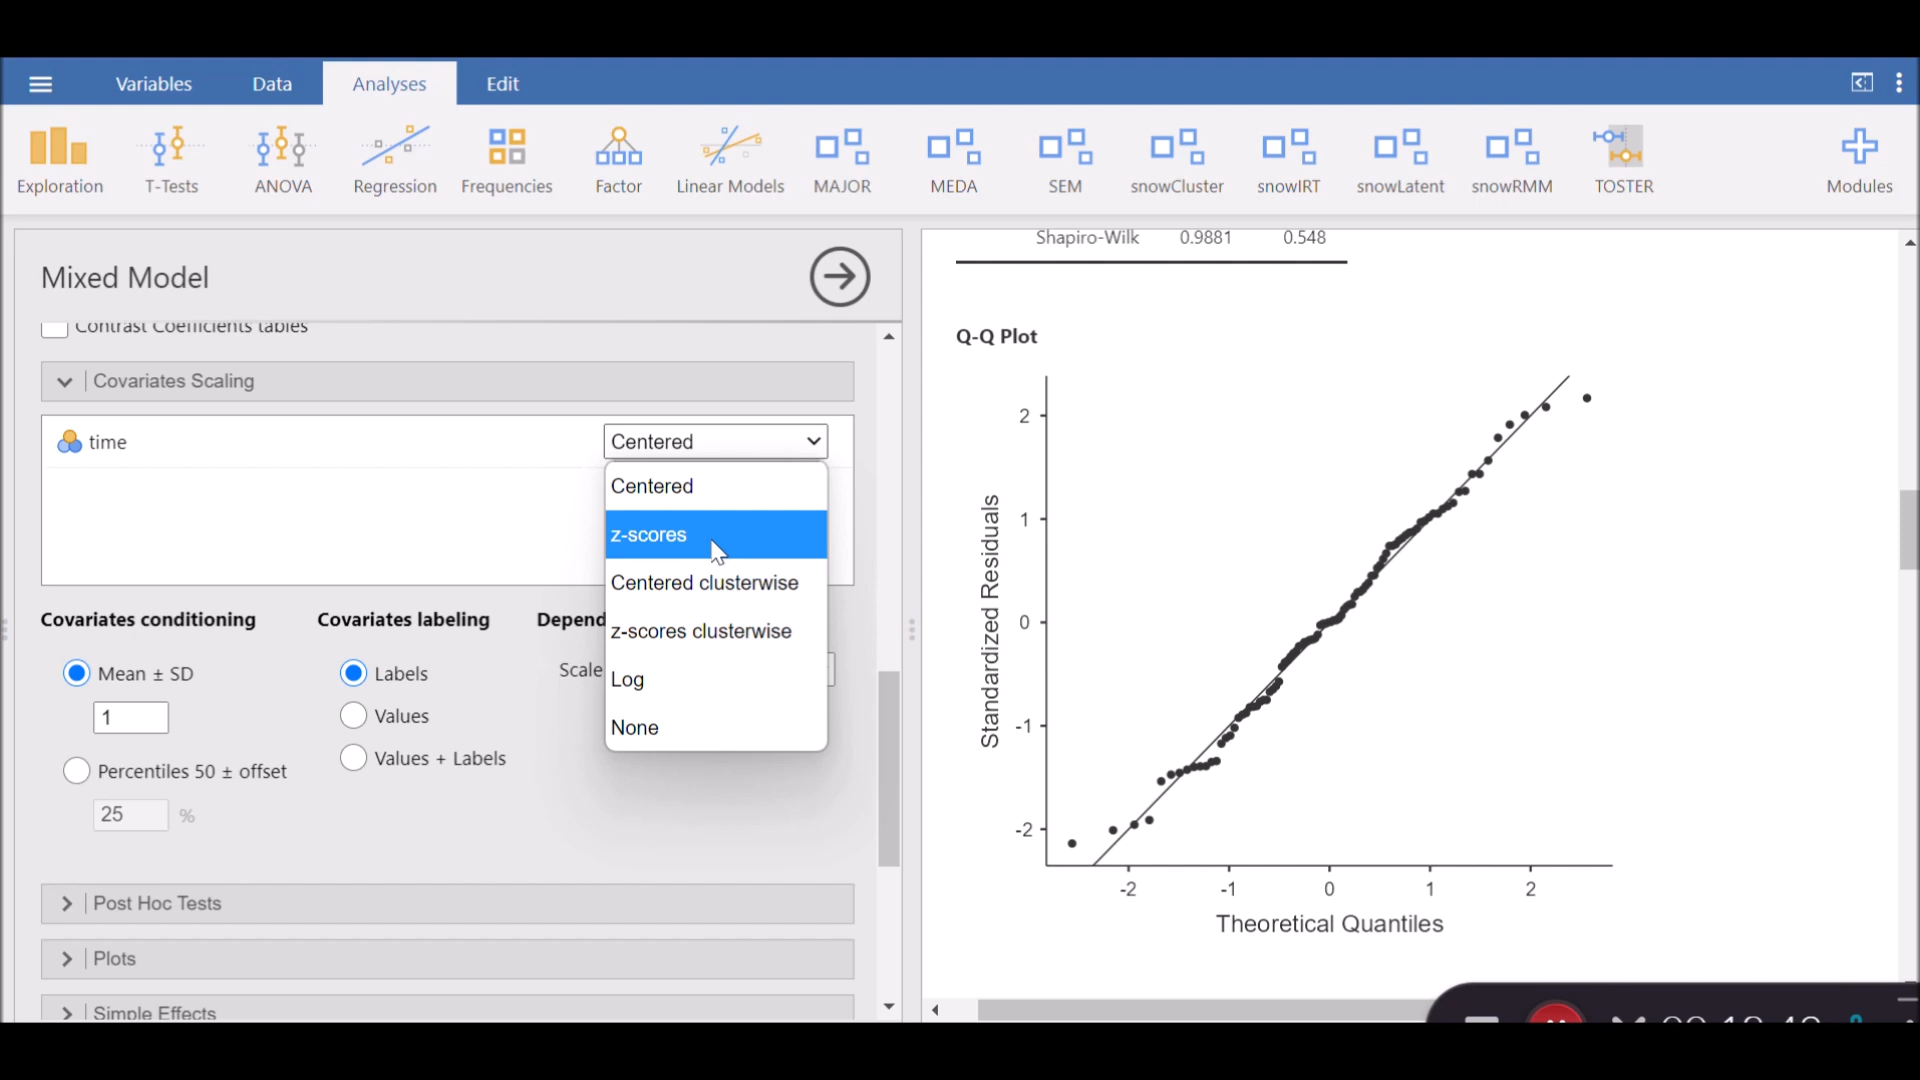 Variables
Data
Analyses
Edit
Exploration
T-Tests
ANOVA
Regression
Frequencies
Factor
Linear Models
MAJOR
MEDA
SEM
snowCluster
snowIRT
snowLatent
snowRMM
TOSTER
Modules
Mixed Model
Contrast Coefficients tables
Covariates Scaling
time
Centered
Centered
z-scores
Centered clusterwise
z-scores clusterwise
Log
None
Covariates conditioning
Mean ± SD
1
Percentiles 50 ± offset
25 %
Covariates labeling
Labels
Values
Values + Labels
Depend
Scale
Post Hoc Tests
Plots
Simple Effects
Shapiro-Wilk 0.9881 0.548
Q-Q Plot
Standardized Residuals
2
1
0
-1
-2
-2 -1 0 1 2
Theoretical Quantiles